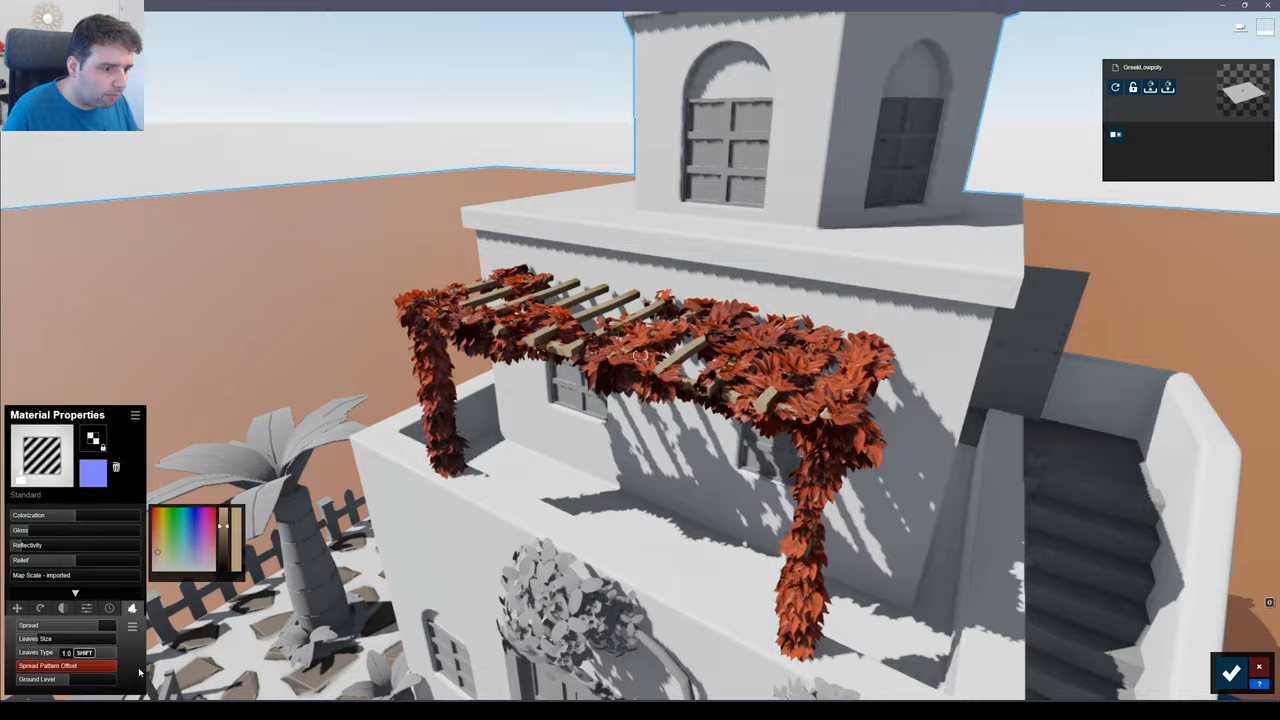 GreekLowpoly
Material Properties
Standard
Colorization
Gloss
Reflectivity
Relief
Map Scale - imported
Spread
Leaves Size
Leaves Type 1.0 SHIFT
Spread Pattern Offset
Ground Level
?